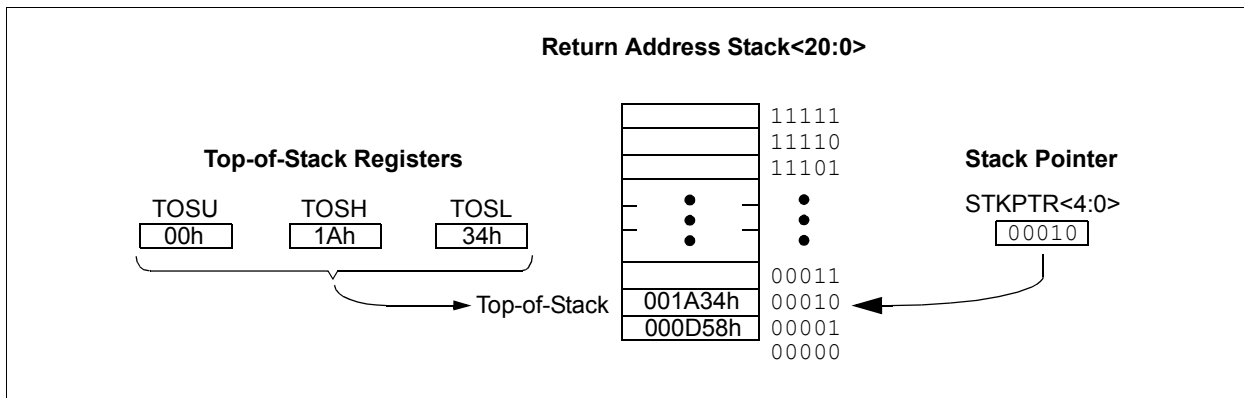 Return Address Stack<20:0>
Top-of-Stack Registers
TOSU TOSH TOSL
00h 1Ah 34h
11111
11110
11101
Stack Pointer
STKPTR<4:0>
00010
00011
Top-of-Stack 001A34h 00010
000D58h 00001
00000